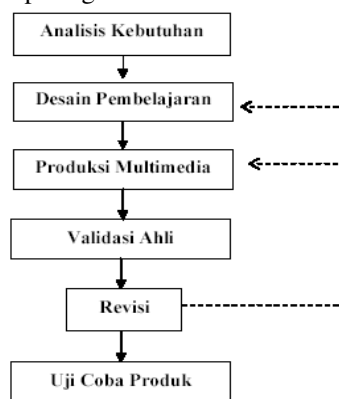 Analisis Kebutuhan
Desain Pembelajaran
Produksi Multimedia
Validasi Ahli
Revisi
Uji Coba Produk